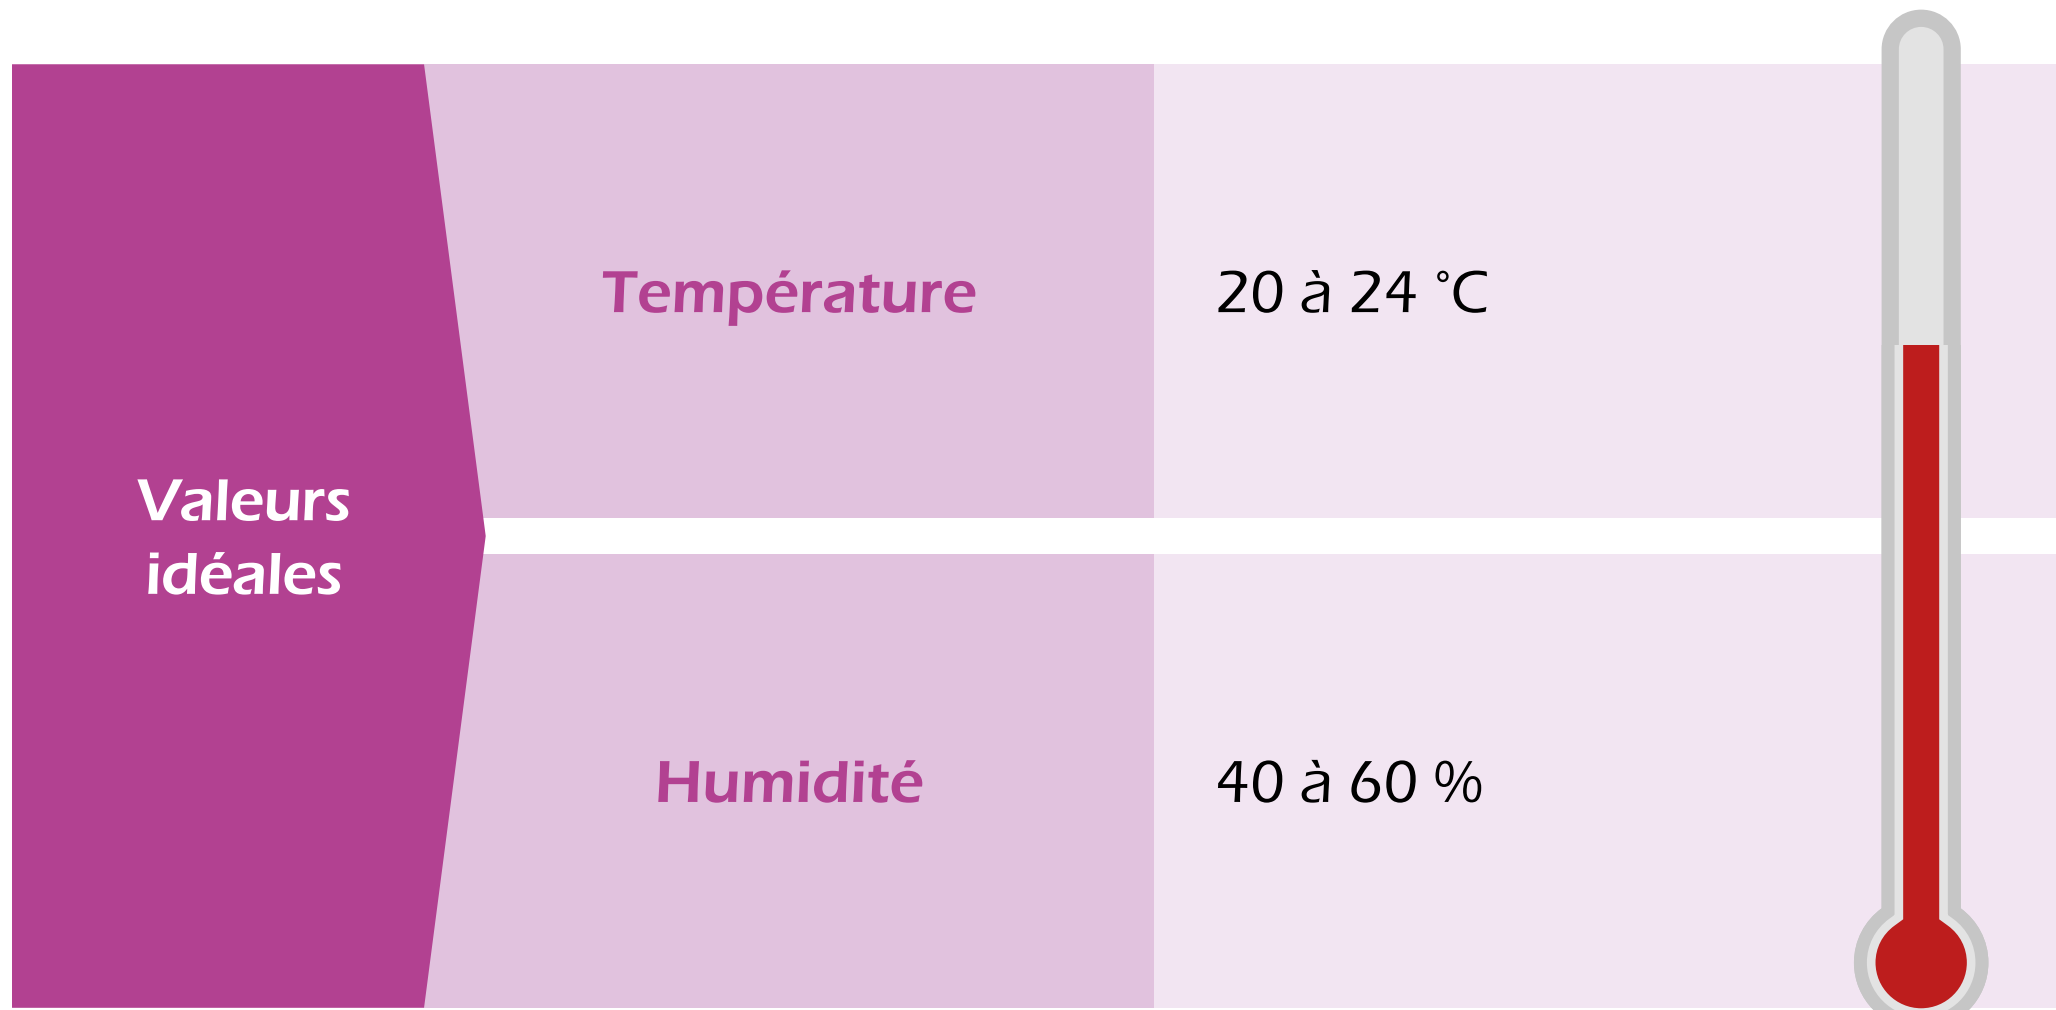 Valeurs
idéales
Température
20 à 24 °C
Humidité
40 à 60 %